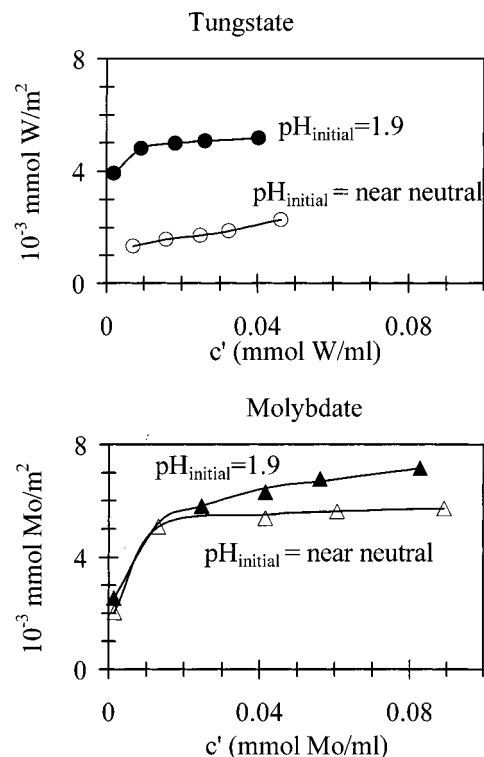 Tungstate
10⁻³ mmol W/m²
8
4
0
pH_initial=1.9
pH_initial = near neutral
0
0.04
0.08
c' (mmol W/ml)
Molybdate
10⁻³ mmol Mo/m²
8
4
0
pH_initial=1.9
pH_initial = near neutral
0
0.04
0.08
c' (mmol Mo/ml)